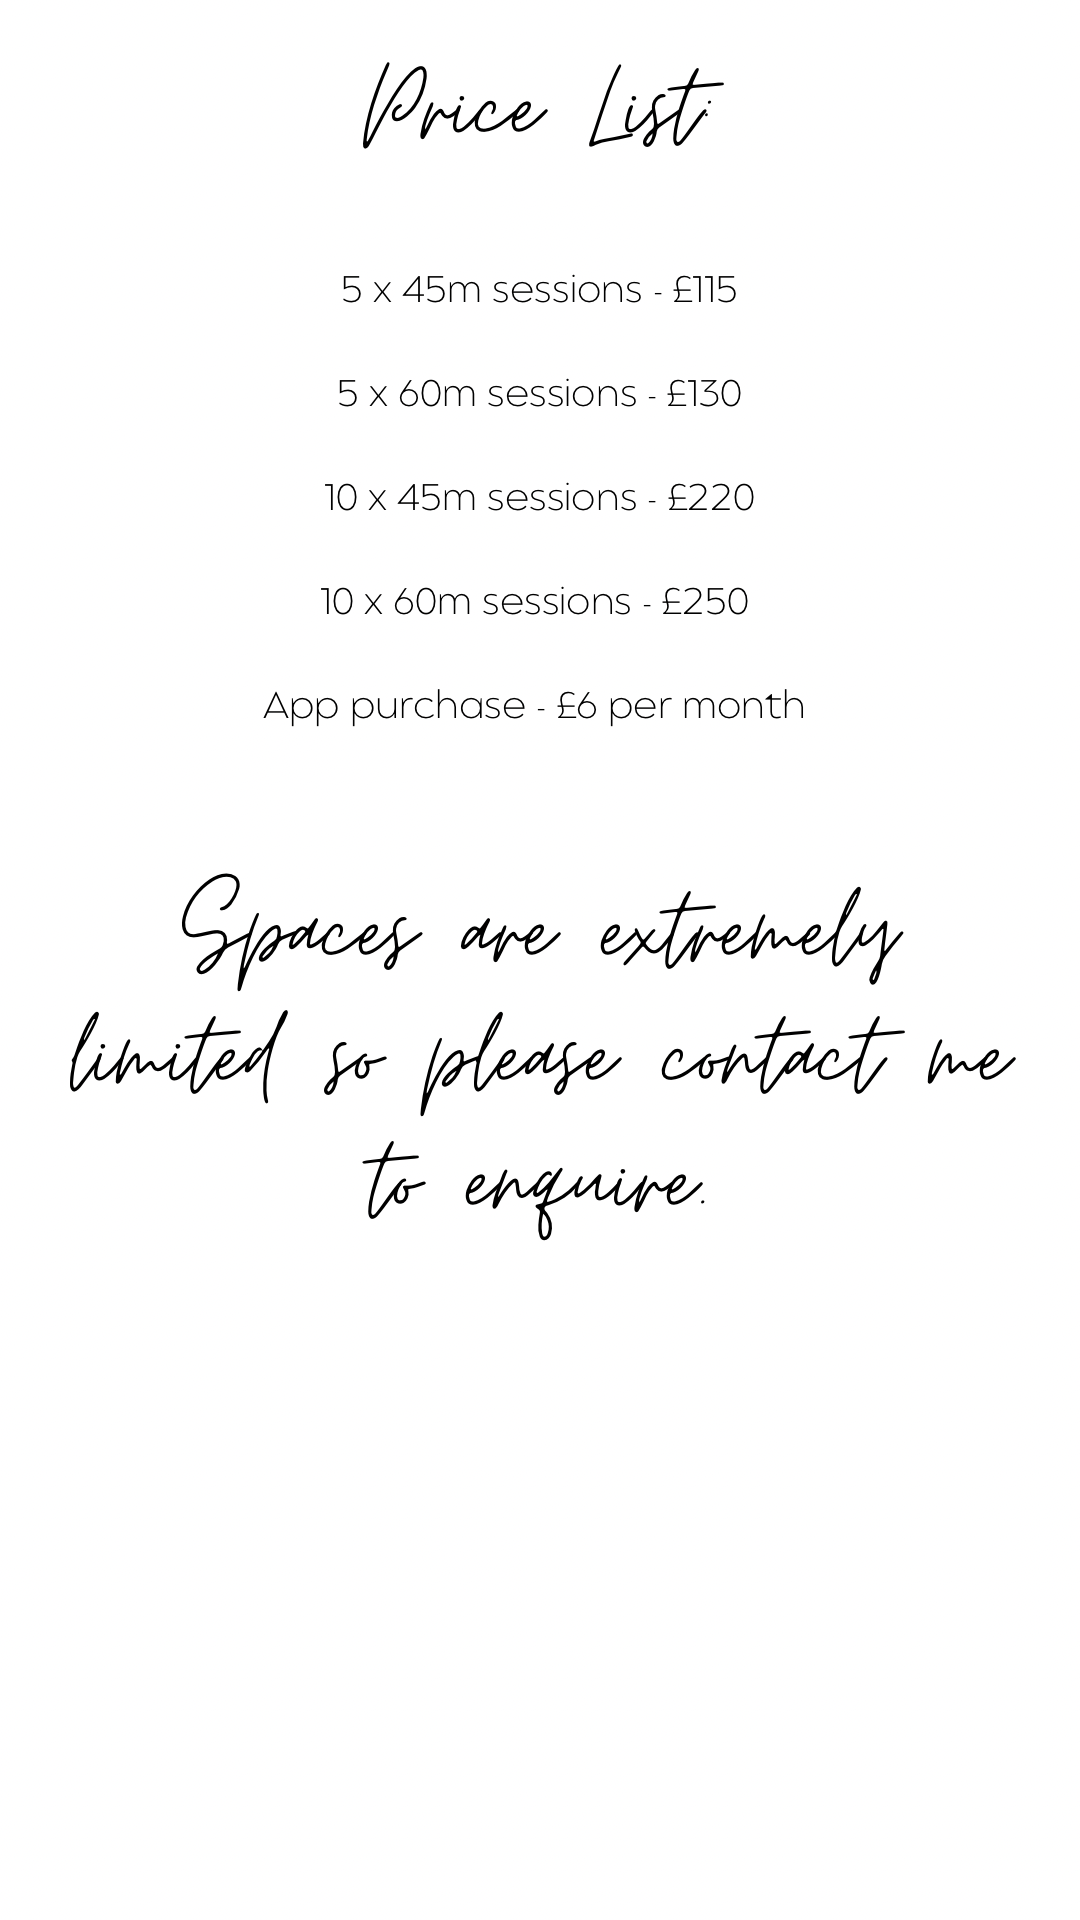 Price List:
5 x 45m sessions - £115
5 x 60m sessions - £130
10 x 45m sessions - £220
10 x 60m sessions - £250
App purchase - £6 per month
Spaces are extremely
limited so please contact me
to enquire.